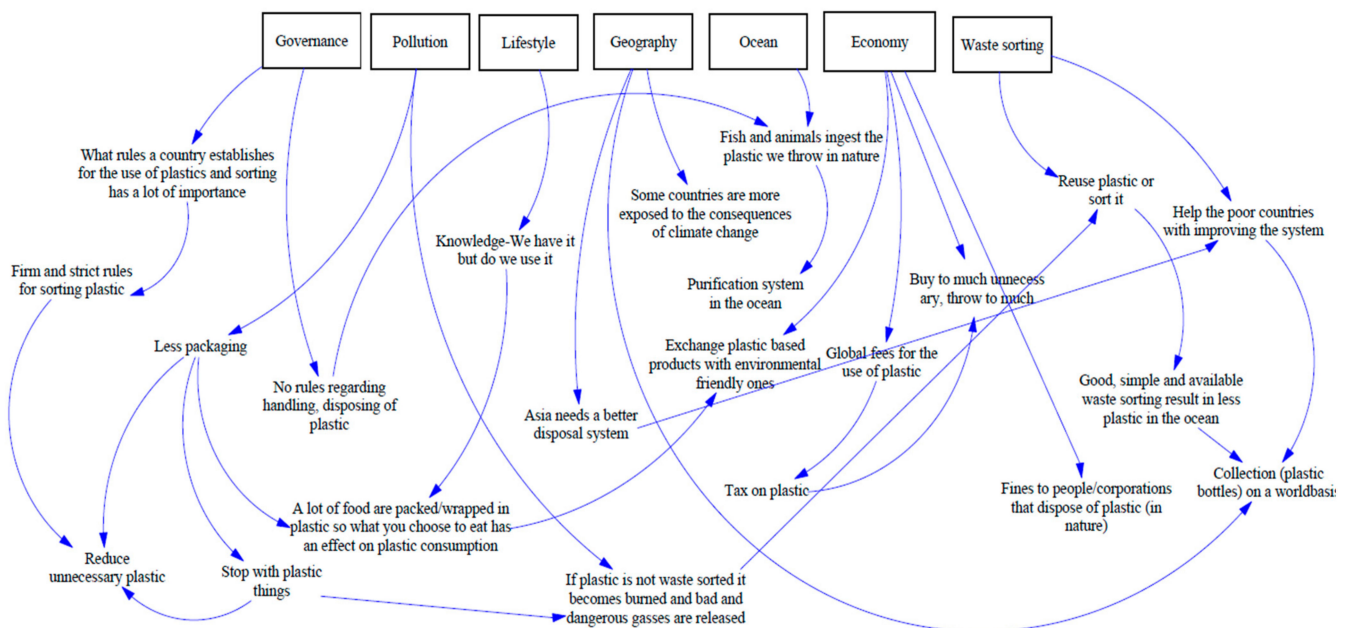 Governance
Pollution
Lifestyle
Geography
Ocean
Economy
Waste sorting
What rules a country establishes
for the use of plastics and sorting
has a lot of importance
Fish and animals ingest the
plastic we throw in nature
Some countries are more
exposed to the consequences
of climate change
Reuse plastic or
sort it
Help the poor countries
with improving the system
Knowledge-We have it
but do we use it
Firm and strict rules
for sorting plastic
Purification system
in the ocean
Buy to much unnecess
ary, throw to much
Less packaging
Exchange plastic based
products with environmental
friendly ones
Global fees for the
use of plastic
No rules regarding
handling, disposing of
plastic
Asia needs a better
disposal system
Good, simple and available
waste sorting result in less
plastic in the ocean
Tax on plastic
Fines to people/corporations
that dispose of plastic (in
nature)
Collection (plastic
bottles) on a worldbasis
A lot of food are packed/wrapped in
plastic so what you choose to eat has
an effect on plastic consumption
Reduce
unnecessary plastic
Stop with plastic
things
If plastic is not waste sorted it
becomes burned and bad and
dangerous gasses are released